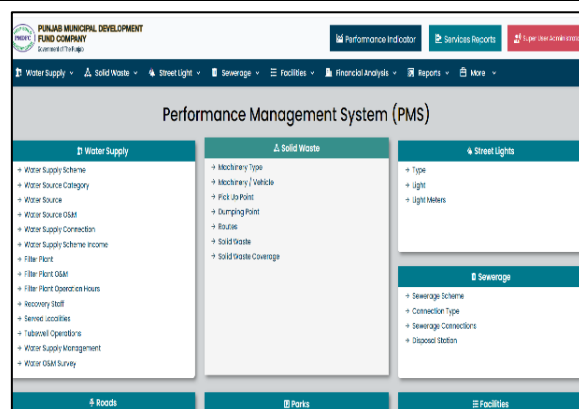 PUNJAB MUNICIPAL DEVELOPMENT
FUND COMPANY
Government of The Punjab
PMDFC
Performance Indicator
Services Reports
Super User Administrator
Water Supply
Solid Waste
Street Light
Sewerage
Facilities
Financial Analysis
Reports
More
Performance Management System (PMS)
Water Supply
→ Water Supply Scheme
→ Water Source Category
→ Water Source
→ Water Source O&M
→ Water Supply Connection
→ Water Supply Scheme Income
→ Filter Plant
→ Filter Plant O&M
→ Filter Plant Operation Hours
→ Recovery Staff
→ Served Localities
→ Tubewell Operations
→ Water Supply Management
→ Water O&M Survey
Solid Waste
→ Machinery Type
→ Machinery / Vehicle
→ Pick Up Point
→ Dumping Point
→ Routes
→ Solid Waste
→ Solid Waste Coverage
Street Lights
→ Type
→ Light
→ Light Meters
Sewerage
→ Sewerage Scheme
→ Connection Type
→ Sewerage Connections
→ Disposal Station
Roads
Parks
Facilities